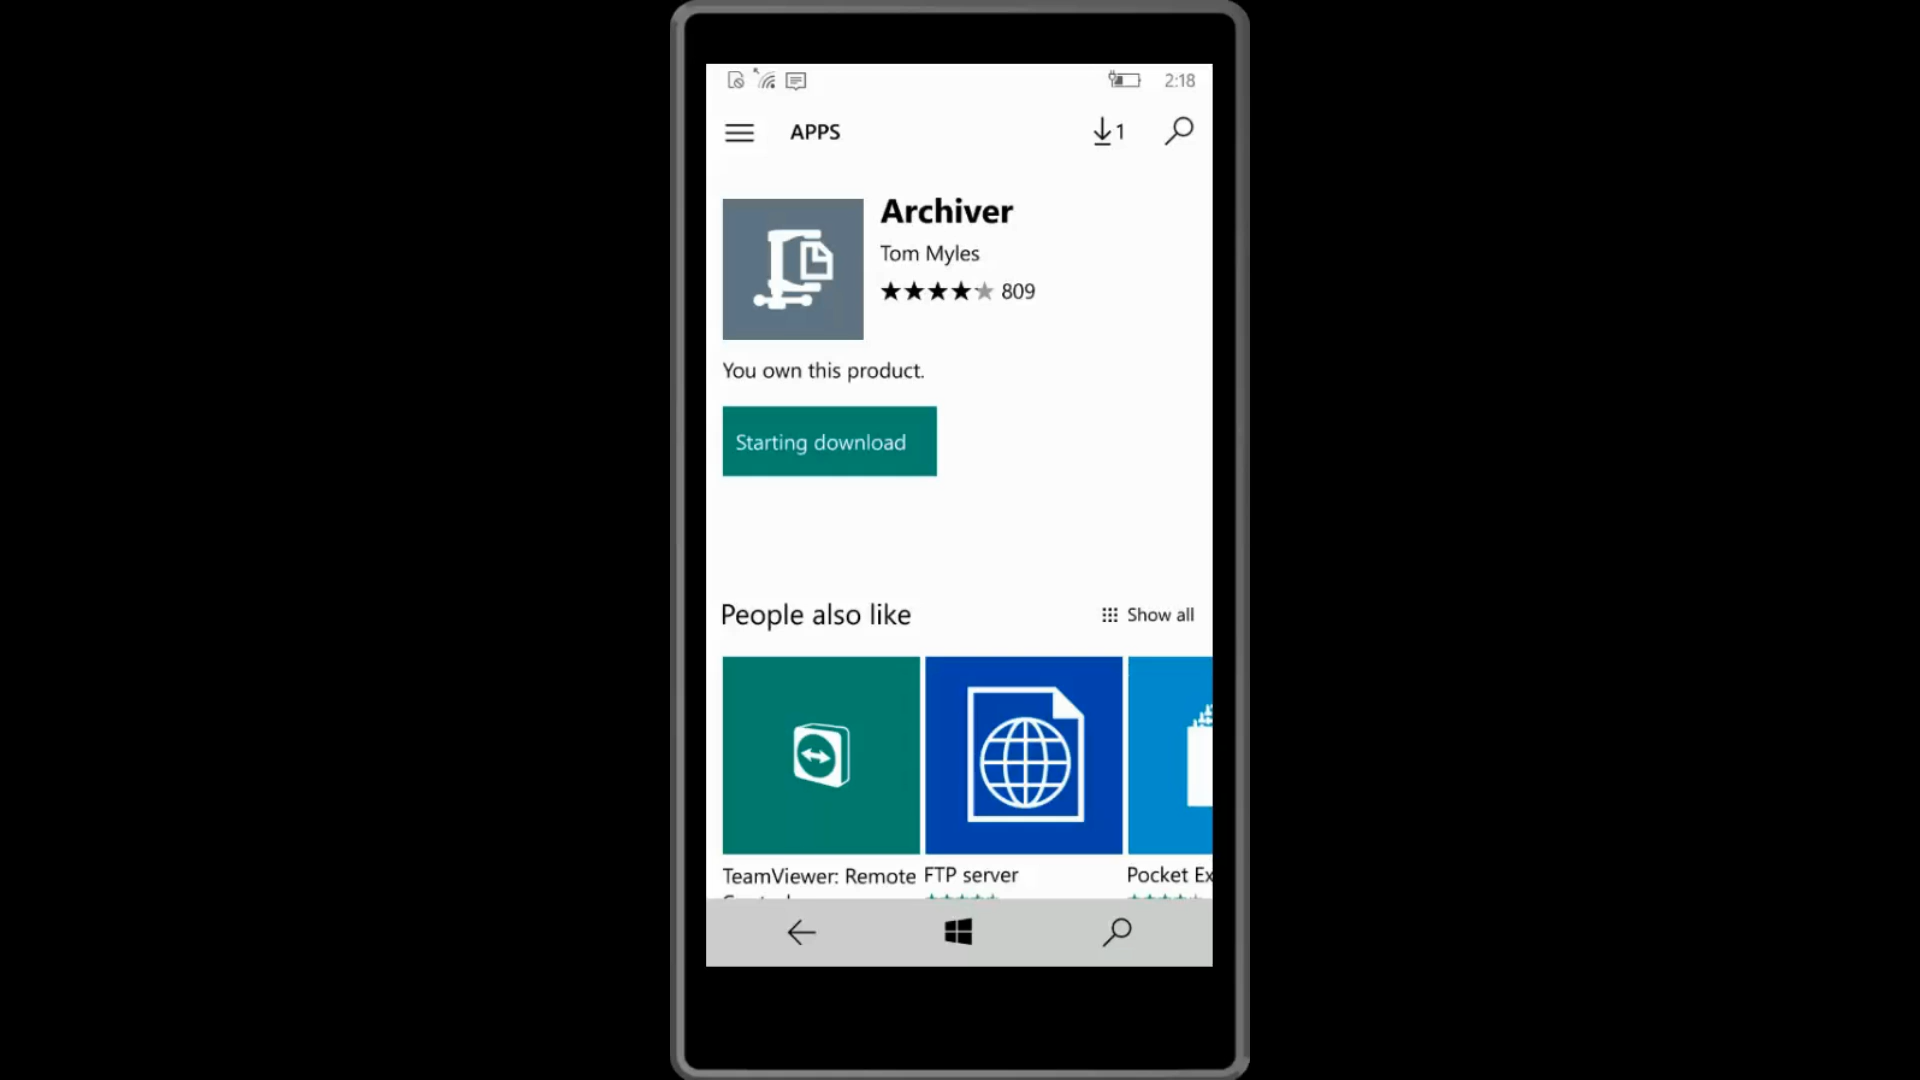 2:18
APPS
1
Archiver
Tom Myles
809
You own this product.
Starting download
People also like
Show all
TeamViewer: Remote
FTP server
Pocket Ex